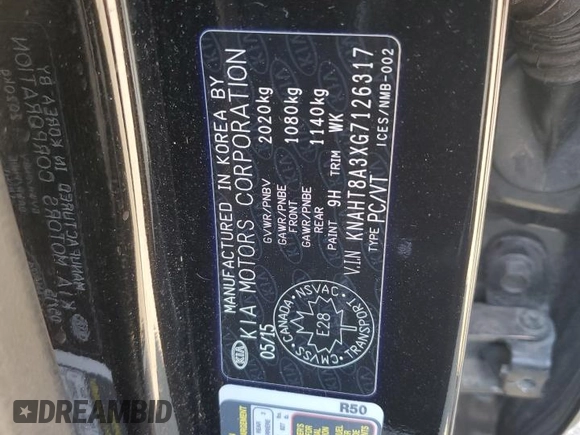 MANUFACTURED IN KOREA BY
KIA MOTORS CORPORATION
KIA
05/15
GVWR/PNBV 2020kg
GAWR/PNBE FRONT 1080kg
GAWR/PNBE REAR 1140kg
PAINT 9H TRIM WK
V.I.N KNAHT8A3XG7126317
TYPE PC/VT
ICES/NMB-002
CANADA NSVAC TRANSPORT CMVSS
E28
R50
DREAMBID